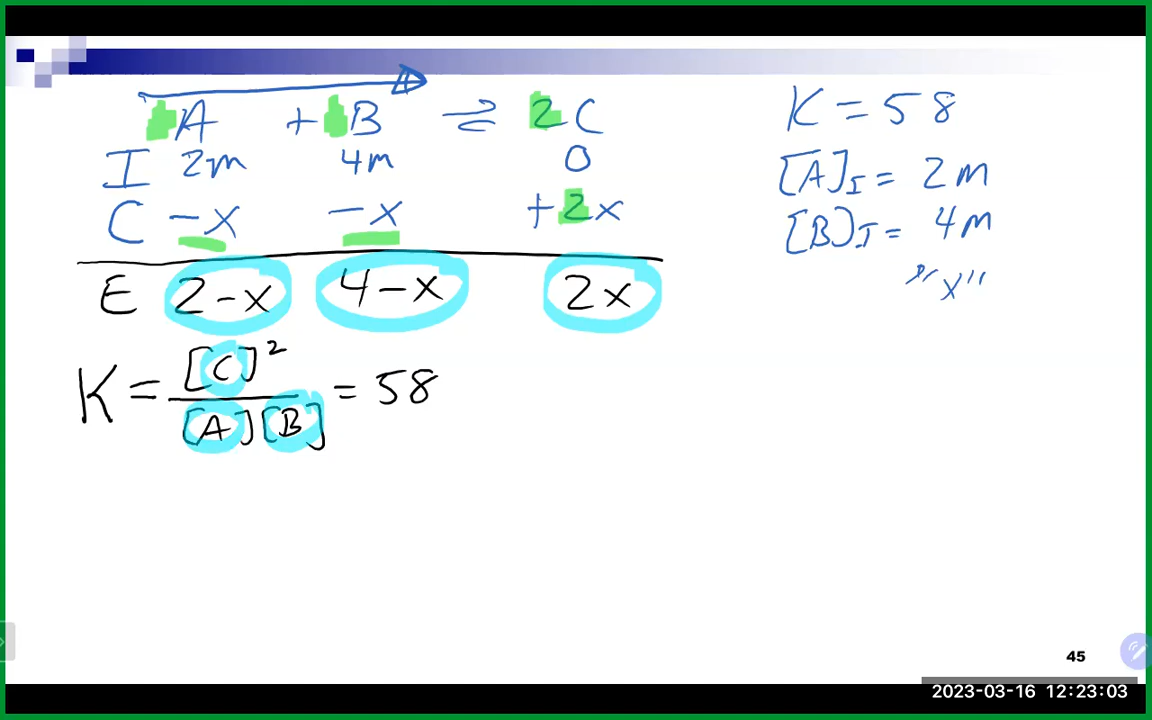 A + B ⇌ 2C
I 2m 4m 0
C -x -x +2x
E 2-x 4-x 2x
K = [C]² / [A][B] = 58
K = 58
[A]I = 2m
[B]I = 4m
"x"
45
2023-03-16 12:23:03